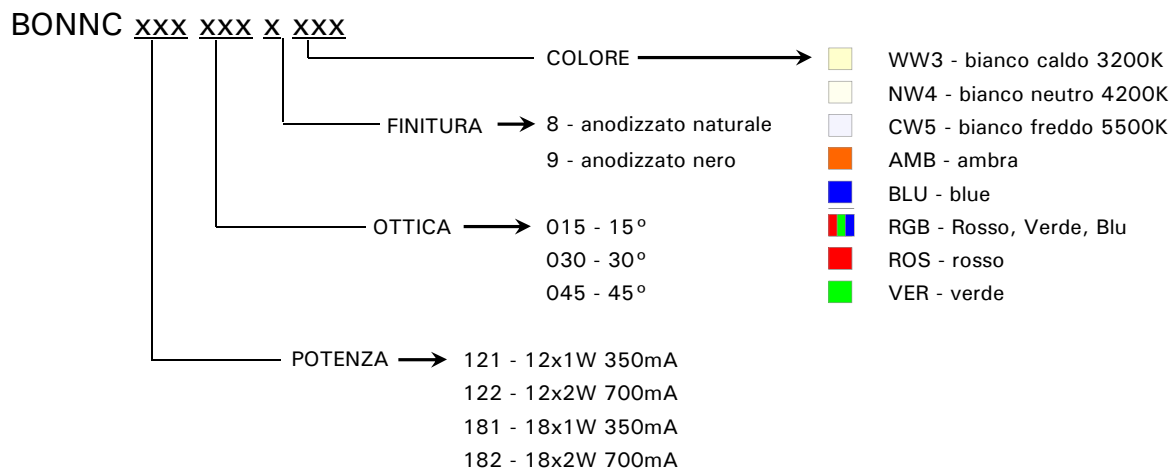 BONNC xxx xxx x xxx
COLORE
WW3 - bianco caldo 3200K
NW4 - bianco neutro 4200K
CW5 - bianco freddo 5500K
AMB - ambra
BLU - blue
RGB - Rosso, Verde, Blu
ROS - rosso
VER - verde
FINITURA
8 - anodizzato naturale
9 - anodizzato nero
OTTICA
015 - 15°
030 - 30°
045 - 45°
POTENZA
121 - 12x1W 350mA
122 - 12x2W 700mA
181 - 18x1W 350mA
182 - 18x2W 700mA